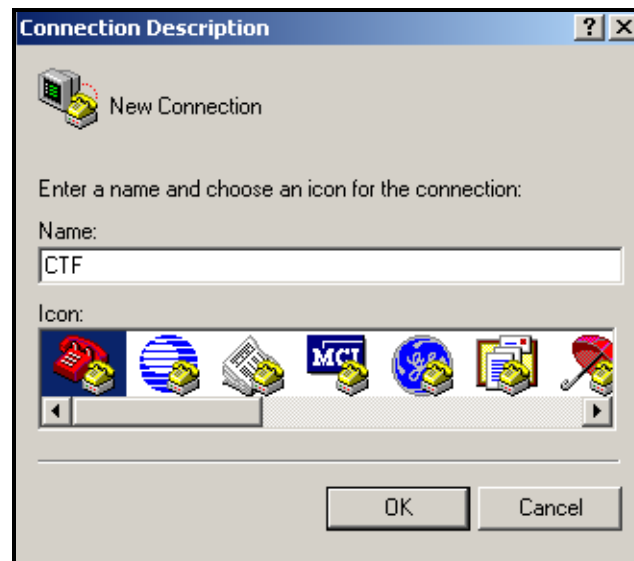 Connection Description
New Connection
Enter a name and choose an icon for the connection:
Name:
CTF
Icon:
MCI
OK
Cancel